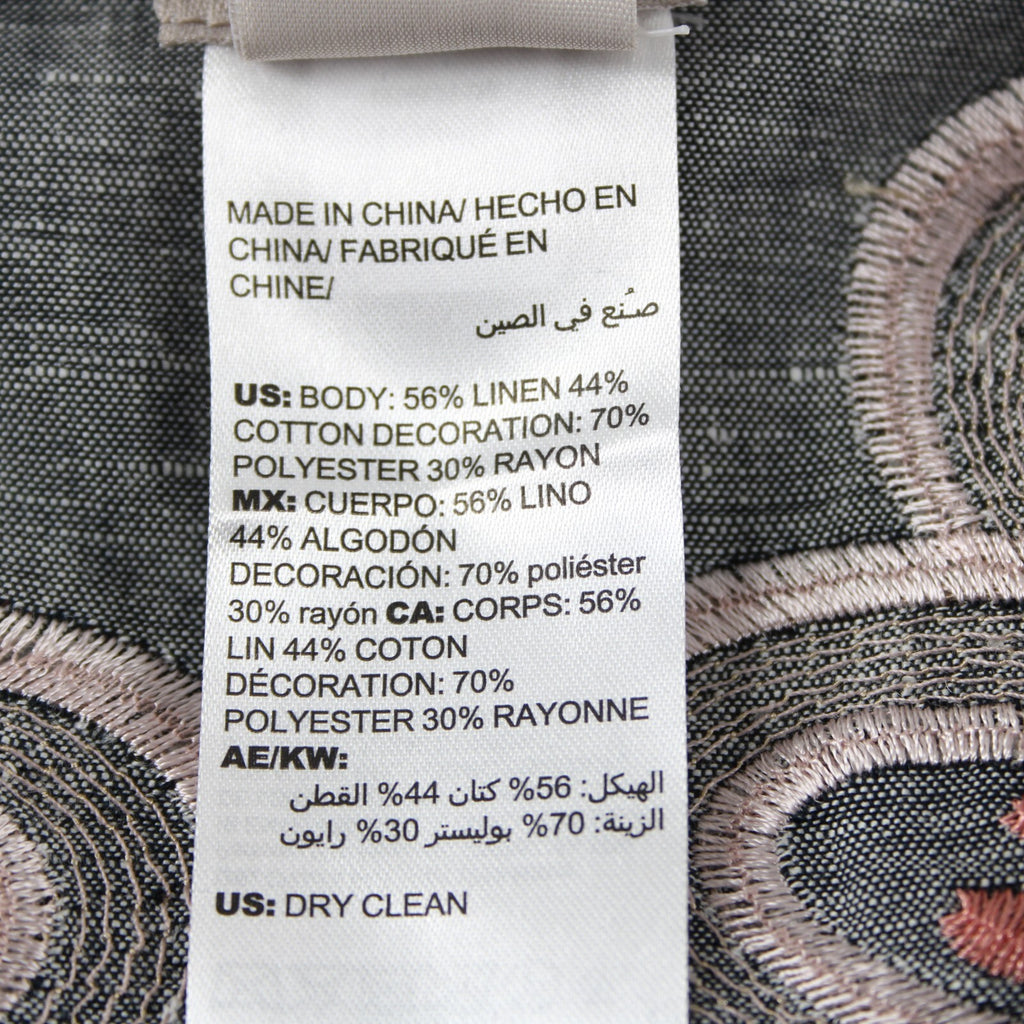 MADE IN CHINA/ HECHO EN
CHINA/ FABRIQUÉ EN
CHINE/
صُنع في الصين
US: BODY: 56% LINEN 44%
COTTON DECORATION: 70%
POLYESTER 30% RAYON
MX: CUERPO: 56% LINO
44% ALGODÓN
DECORACIÓN: 70% poliéster
30% rayón CA: CORPS: 56%
LIN 44% COTON
DÉCORATION: 70%
POLYESTER 30% RAYONNE
AE/KW:
الهيكل: 56% كتان 44% القطن
الزينة: 70% بوليستر 30% رايون
US: DRY CLEAN